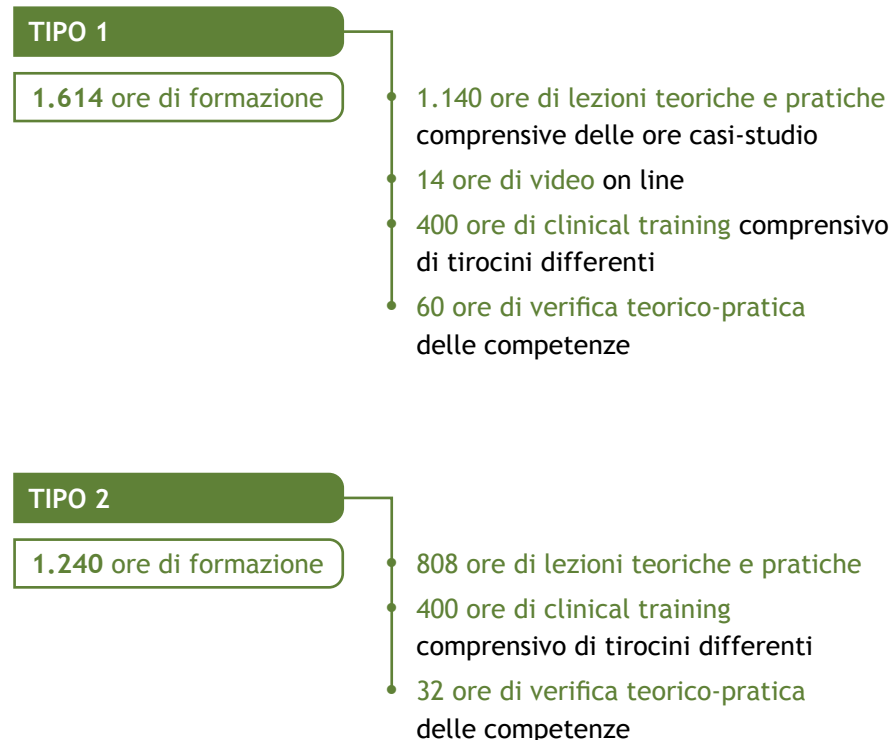 TIPO 1
1.614 ore di formazione
1.140 ore di lezioni teoriche e pratiche
comprensive delle ore casi-studio
14 ore di video on line
400 ore di clinical training comprensivo
di tirocini differenti
60 ore di verifica teorico-pratica
delle competenze
TIPO 2
1.240 ore di formazione
808 ore di lezioni teoriche e pratiche
400 ore di clinical training
comprensivo di tirocini differenti
32 ore di verifica teorico-pratica
delle competenze